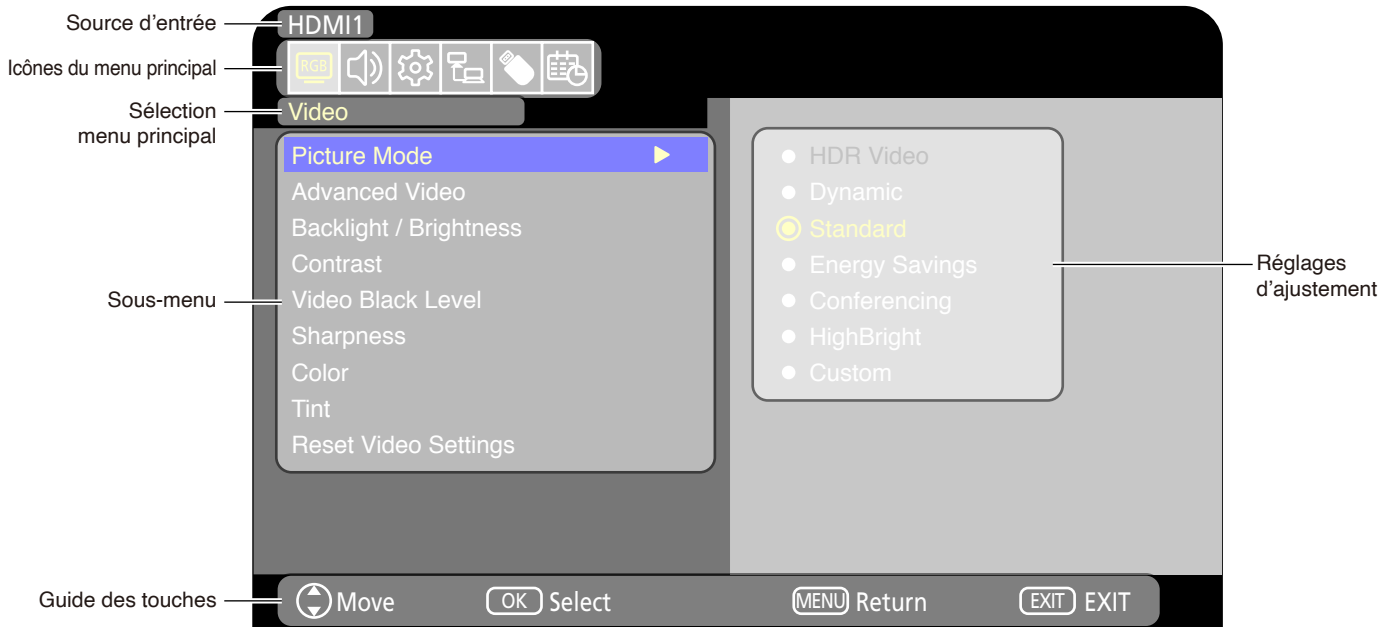 Source d'entrée
HDMI1
Icônes du menu principal
RGB
Sélection
menu principal
Video
Sous-menu
Picture Mode
Advanced Video
Backlight / Brightness
Contrast
Video Black Level
Sharpness
Color
Tint
Reset Video Settings
HDR Video
Dynamic
Standard
Energy Savings
Conferencing
HighBright
Custom
Réglages
d'ajustement
Guide des touches
Move
OK Select
MENU Return
EXIT EXIT